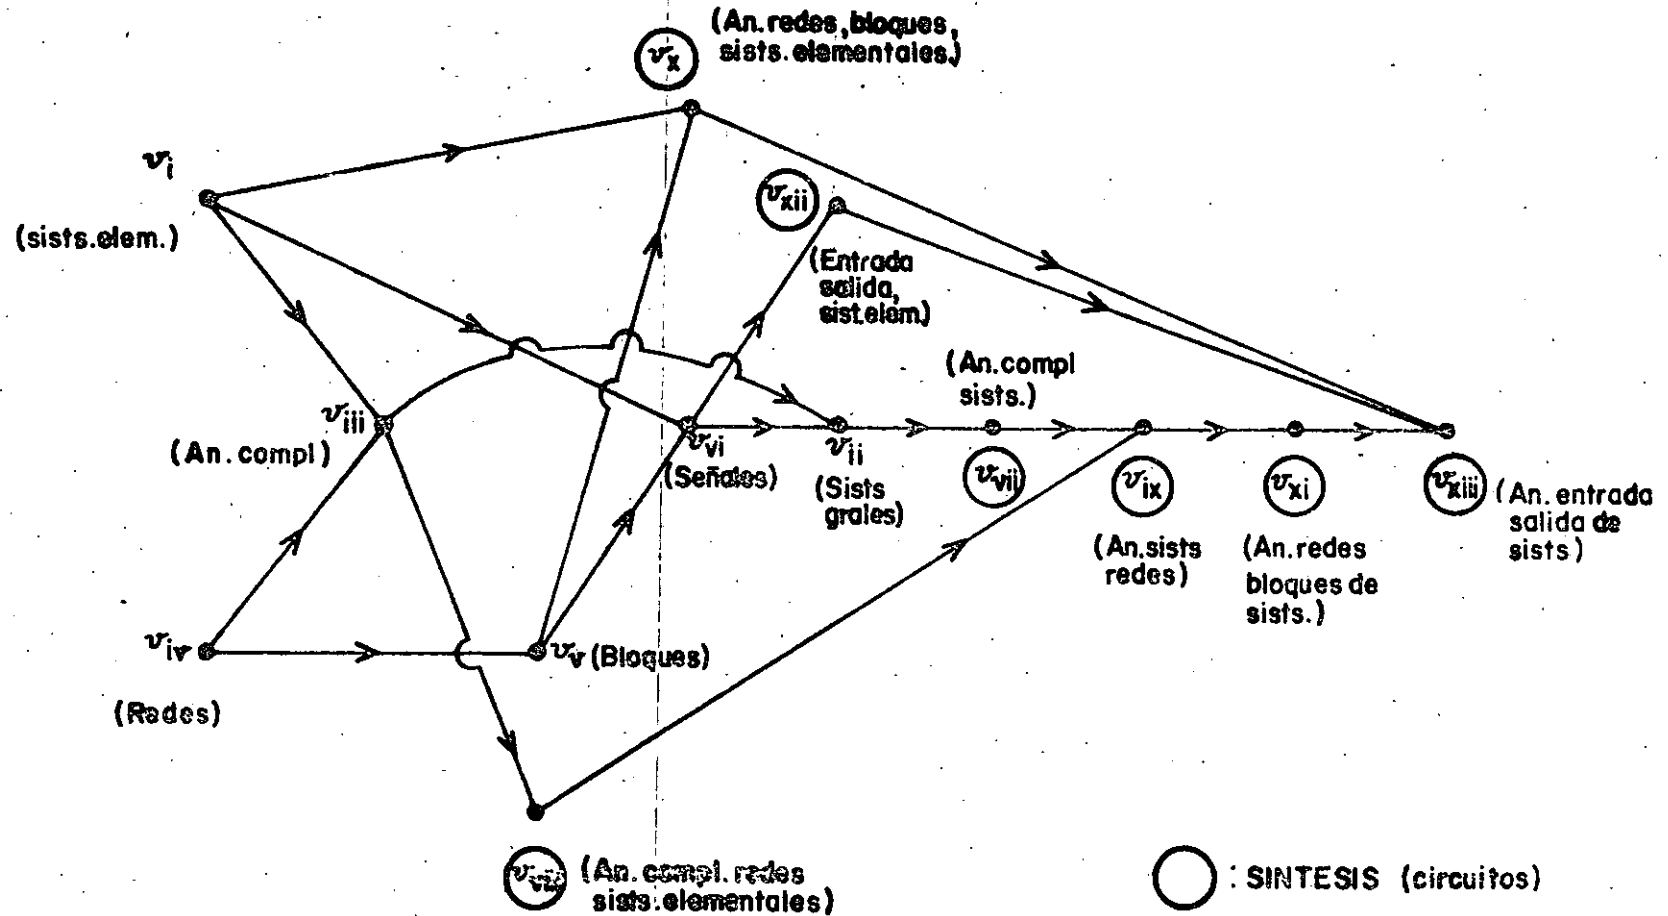 (An. redes, bloques,
sists. elementales.)
v_x
v_i
(sists. elem.)
v_xii
(Entrada
salida,
sist. elem.)
(An. compl
sists.)
v_iii
(An. compl)
v_vi
(Señales)
v_ii
(Sists
grales)
v_vii
v_ix
(An. sists
redes)
v_xi
(An. redes
bloques de
sists.)
v_xiii
(An. entrada
salida de
sists)
v_iv
(Redes)
v_v (Bloques)
(An. compl. redes
sists. elementales)
: SINTESIS (circuitos)